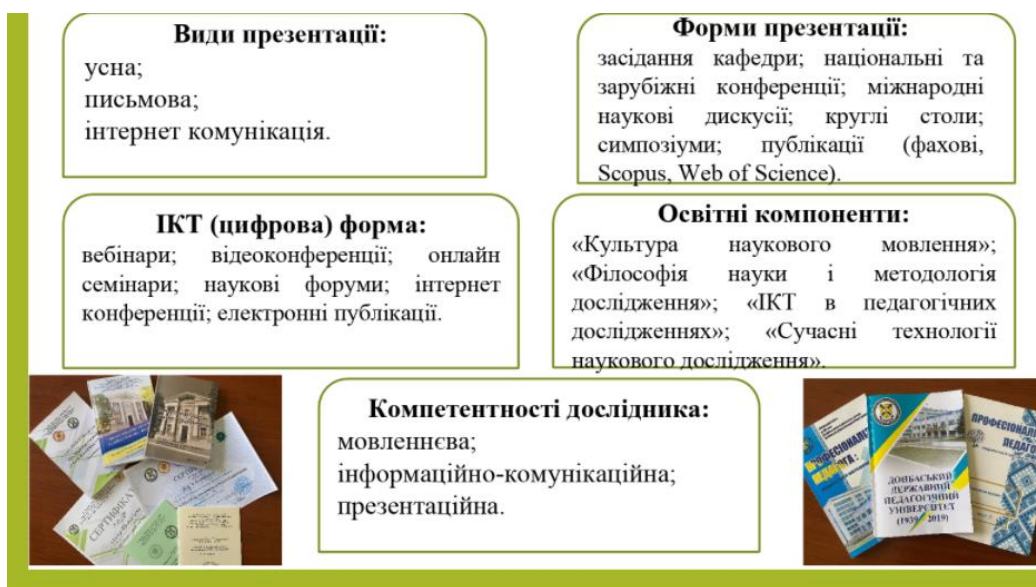 Види презентації:
усна;
письмова;
інтернет комунікація.
Форми презентації:
засідання кафедри; національні та
зарубіжні конференції; міжнародні
наукові дискусії; круглі столи;
симпозіуми; публікації (фахові,
Scopus, Web of Science).
ІКТ (цифрова) форма:
вебінари; відеоконференції; онлайн
семінари; наукові форуми; інтернет
конференції; електронні публікації.
Освітні компоненти:
«Культура наукового мовлення»;
«Філософія науки і методологія
дослідження»; «ІКТ в педагогічних
дослідженнях»; «Сучасні технології
наукового дослідження».
Компетентності дослідника:
мовленнєва;
інформаційно-комунікаційна;
презентаційна.
ДОНБАСЬКИЙ
ДЕРЖАВНИЙ
ПЕДАГОГІЧНИЙ
УНІВЕРСИТЕТ